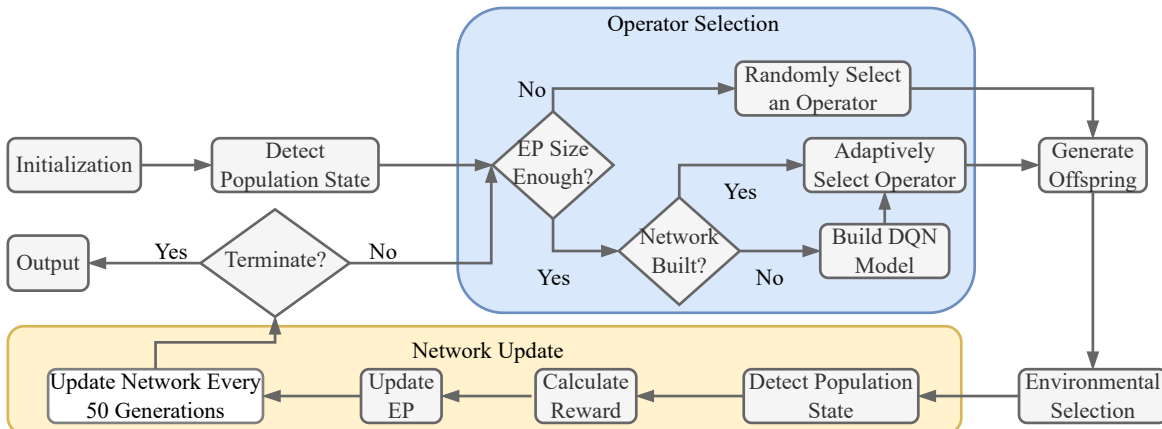 Operator Selection
Randomly Select
an Operator
No
EP Size
Enough?
Initialization
Detect
Population State
Adaptively
Select Operator
Generate
Offspring
Yes
Network
Built?
Build DQN
Model
Yes
No
Output
Yes
Terminate?
No
Network Update
Update Network Every
50 Generations
Update
EP
Calculate
Reward
Detect Population
State
Environmental
Selection